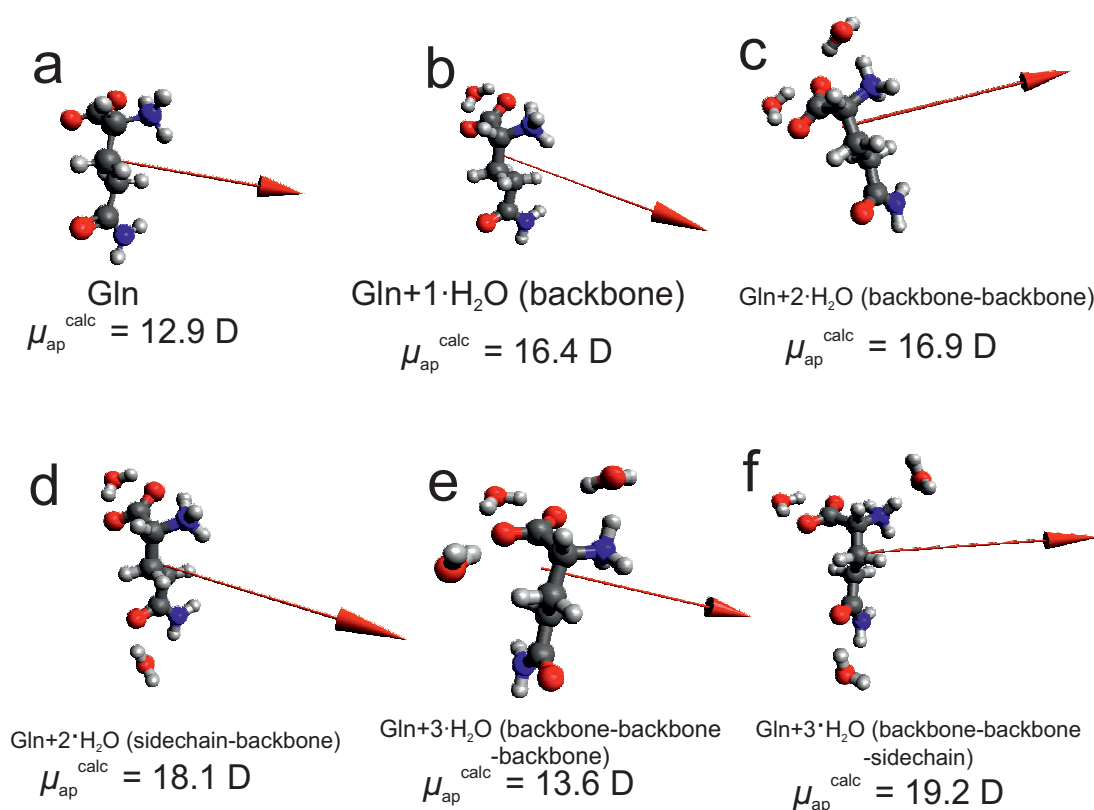 a
Gln
μ_ap^calc = 12.9 D
b
Gln+1·H₂O (backbone)
μ_ap^calc = 16.4 D
c
Gln+2·H₂O (backbone-backbone)
μ_ap^calc = 16.9 D
d
Gln+2·H₂O (sidechain-backbone)
μ_ap^calc = 18.1 D
e
Gln+3·H₂O (backbone-backbone
-backbone)
μ_ap^calc = 13.6 D
f
Gln+3·H₂O (backbone-backbone
-sidechain)
μ_ap^calc = 19.2 D